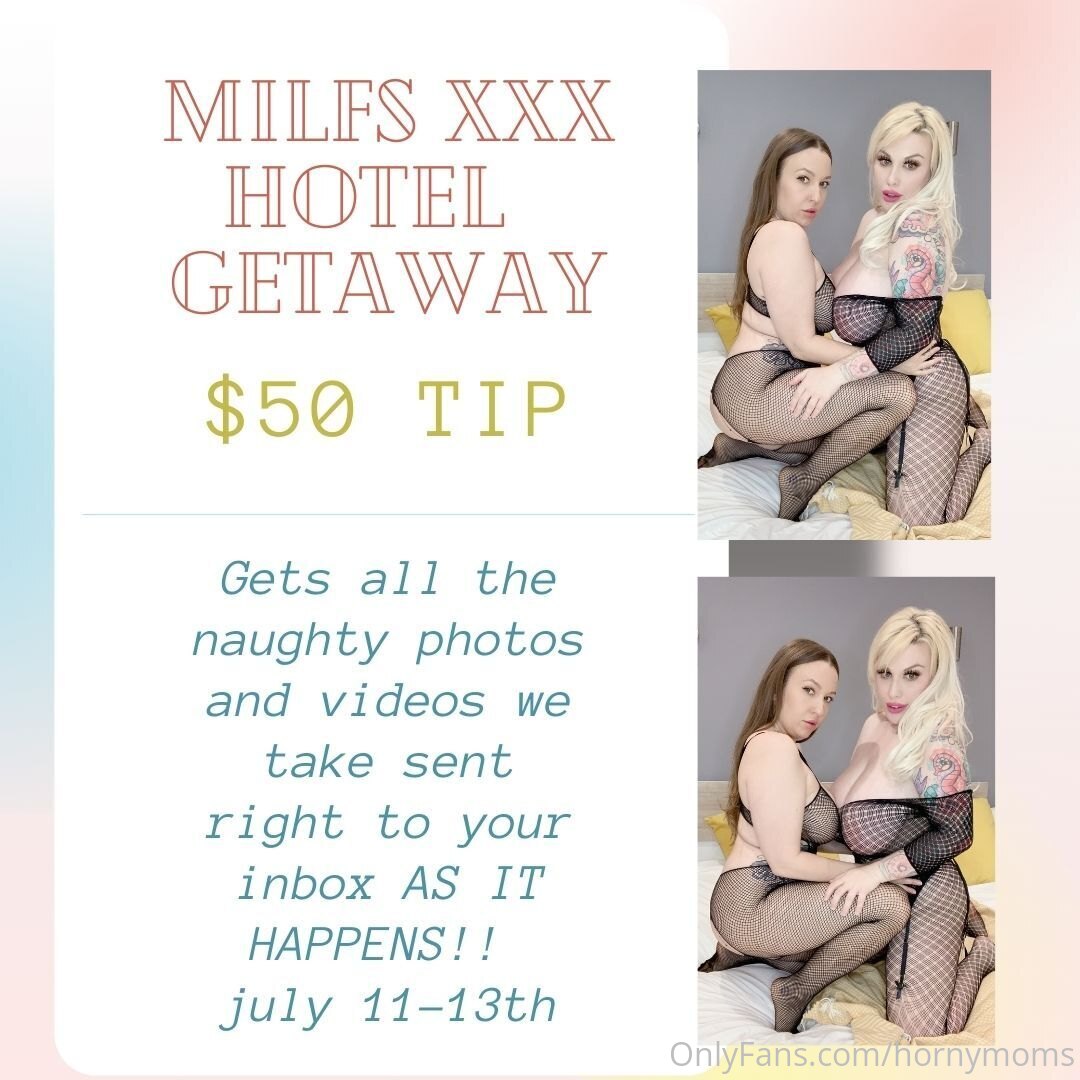 MILFS XXX
HOTEL
GETAWAY
$50 TIP
Gets all the
naughty photos
and videos we
take sent
right to your
inbox AS IT
HAPPENS!!
july 11-13th
OnlyFans.com/hornymoms